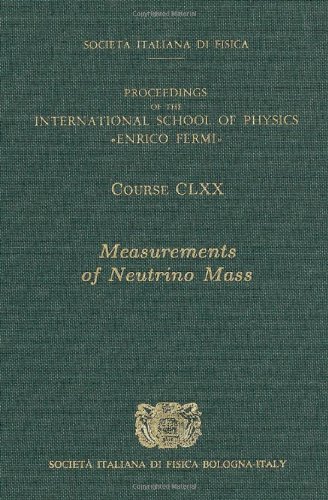 SOCIETÀ ITALIANA DI FISICA
PROCEEDINGS
OF THE
INTERNATIONAL SCHOOL OF PHYSICS
«ENRICO FERMI»
COURSE CLXX
Measurements
of Neutrino Mass
SOCIETÀ ITALIANA DI FISICA BOLOGNA-ITALY